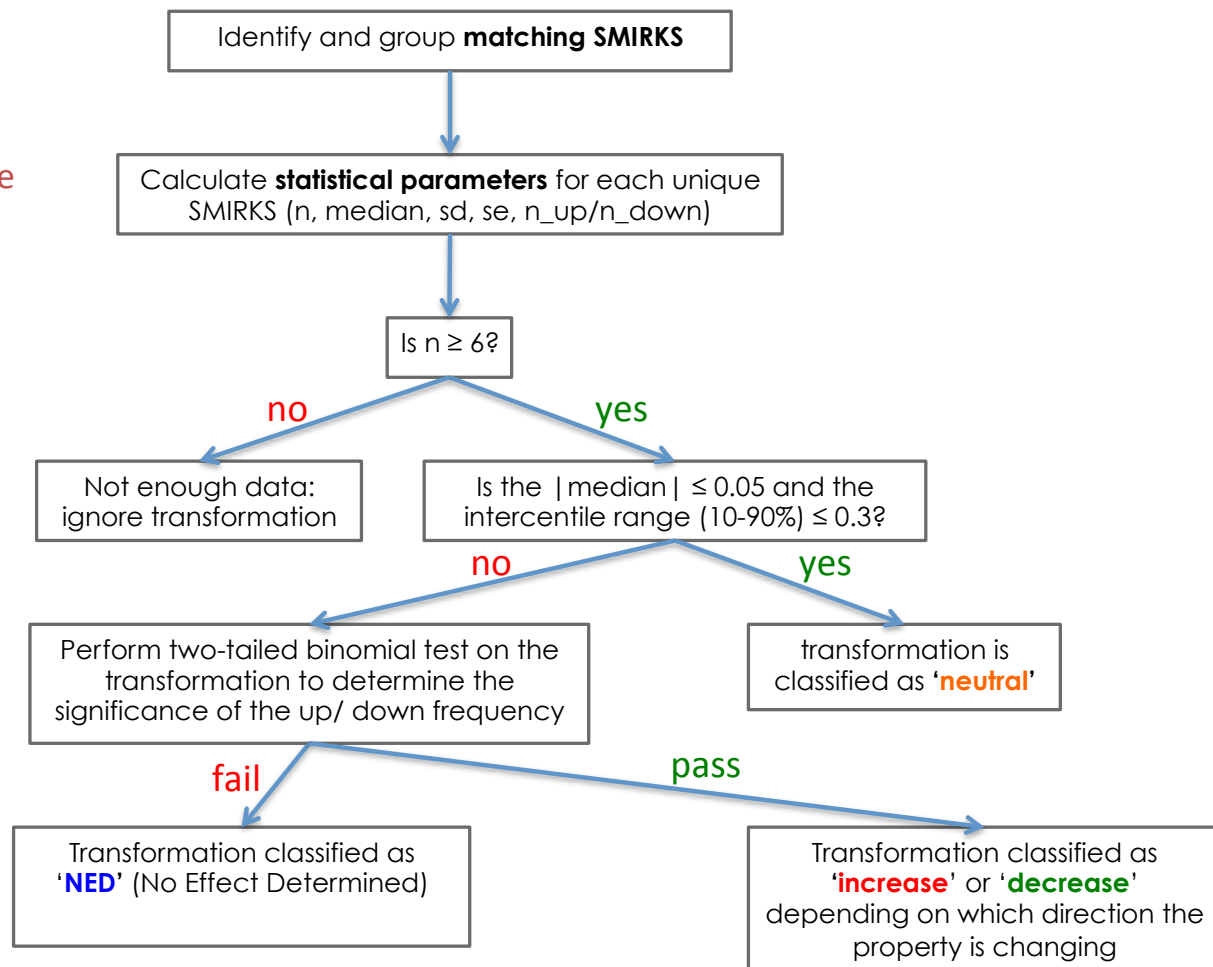 Identify and group matching SMIRKS
e
Calculate statistical parameters for each unique
SMIRKS (n, median, sd, se, n_up/n_down)
Is n ≥ 6?
no
yes
Not enough data:
ignore transformation
Is the |median| ≤ 0.05 and the
intercentile range (10-90%) ≤ 0.3?
no
yes
Perform two-tailed binomial test on the
transformation to determine the
significance of the up/ down frequency
transformation is
classified as 'neutral'
fail
pass
Transformation classified as
'NED' (No Effect Determined)
Transformation classified as
'increase' or 'decrease'
depending on which direction the
property is changing